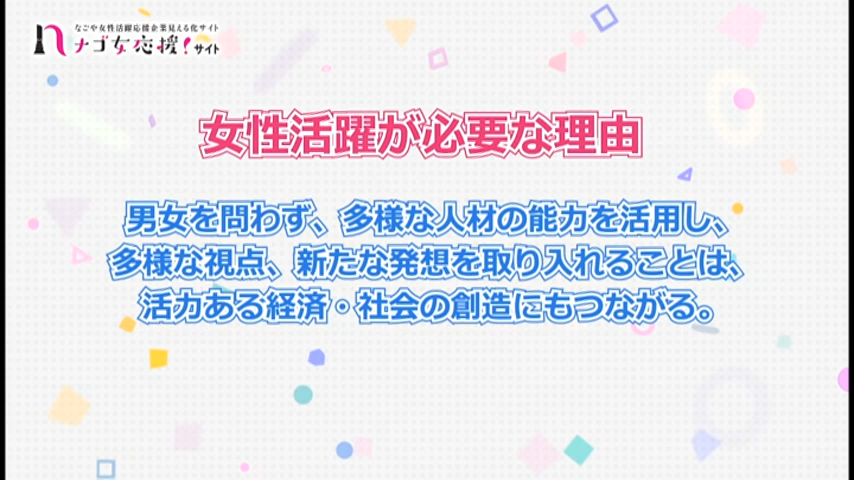 なごや女性活躍応援企業見える化サイト
ナゴ女応援!サイト
女性活躍が必要な理由
男女を問わず、多様な人材の能力を活用し、
多様な視点、新たな発想を取り入れることは、
活力ある経済・社会の創造にもつながる。